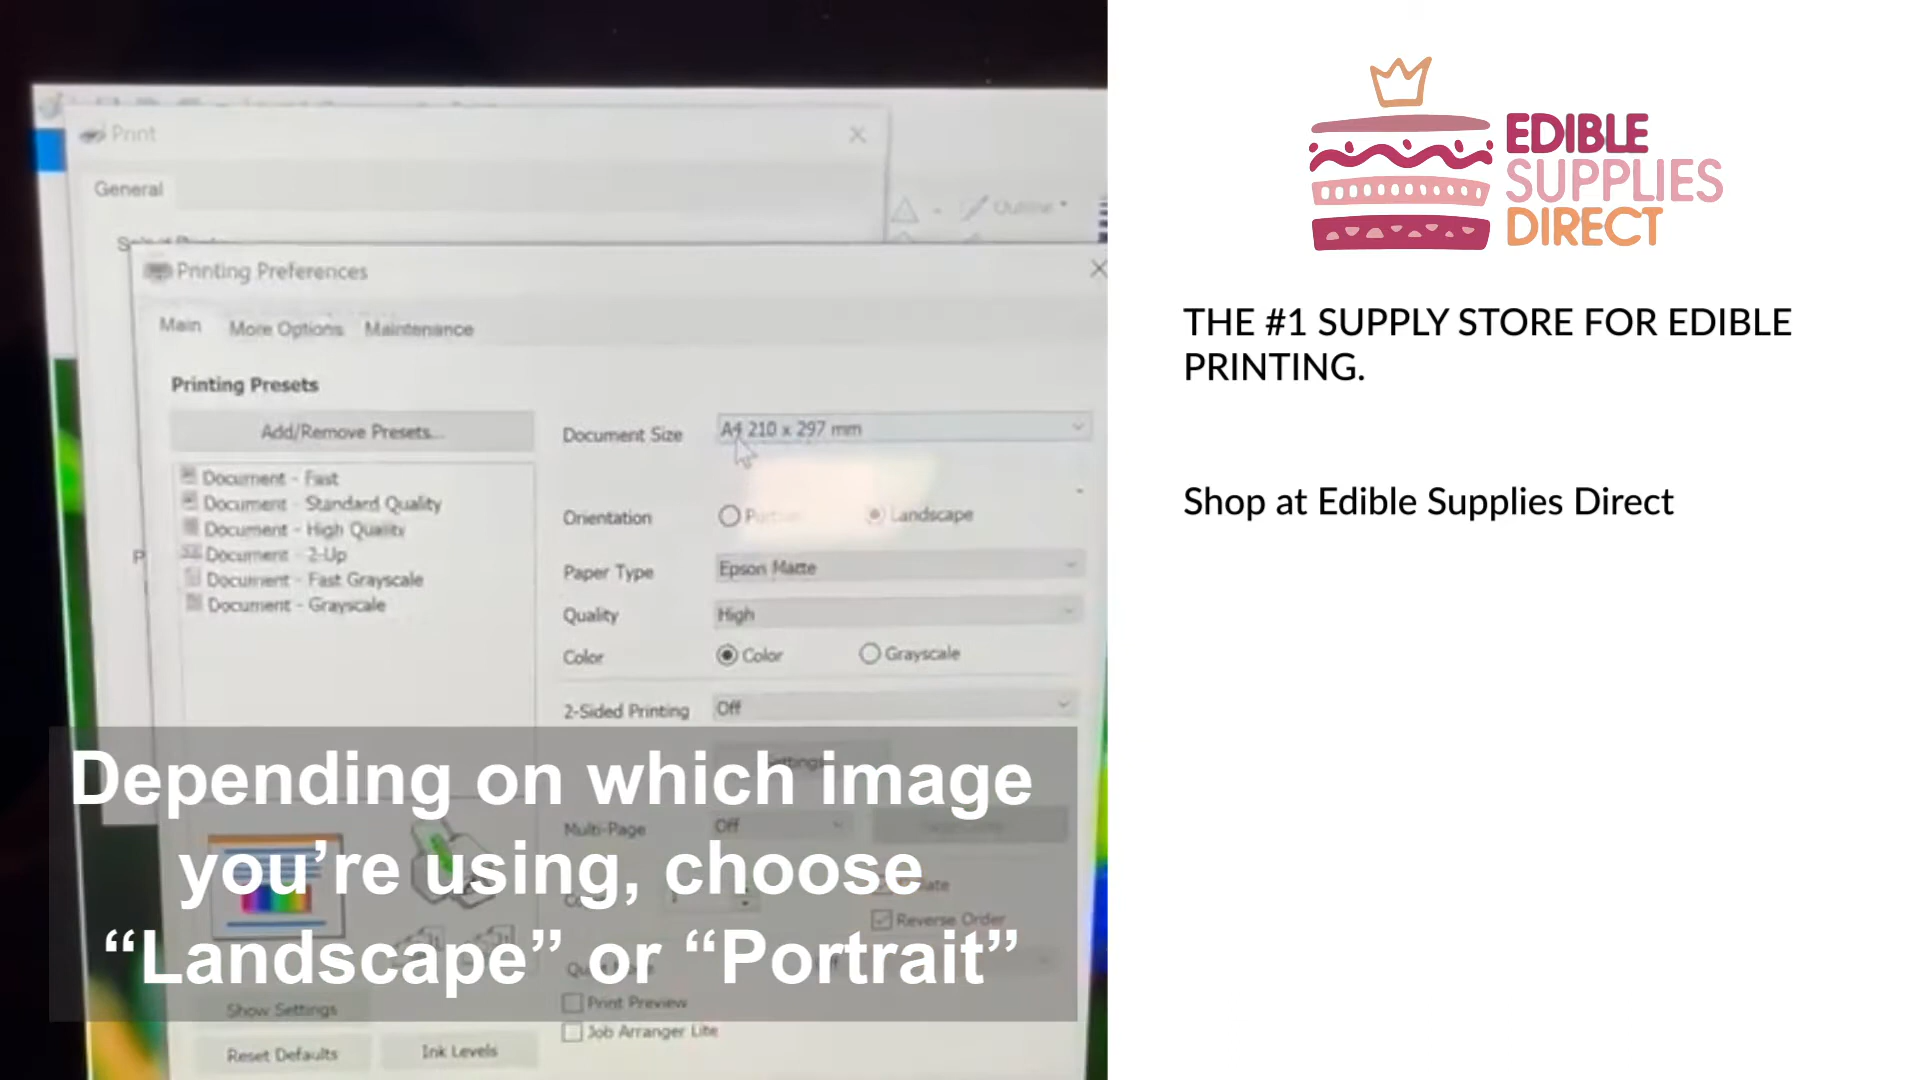 Print
General
Outline
Printing Preferences
Main More Options Maintenance
Printing Presets
Add/Remove Presets...
Document - Fast
Document - Standard Quality
Document - High Quality
Document - 2-Up
Document - Fast Grayscale
Document - Grayscale
Document Size A4 210 x 297 mm
Orientation Portrait Landscape
Paper Type Epson Matte
Quality High
Color Color Grayscale
2-Sided Printing Off
Settings
Multi-Page Off
Reverse Order
Print Preview
Job Arranger Lite
Show Settings
Reset Defaults Ink Levels
Depending on which image
you’re using, choose
“Landscape” or “Portrait”
EDIBLE
SUPPLIES
DIRECT
THE #1 SUPPLY STORE FOR EDIBLE
PRINTING.
Shop at Edible Supplies Direct